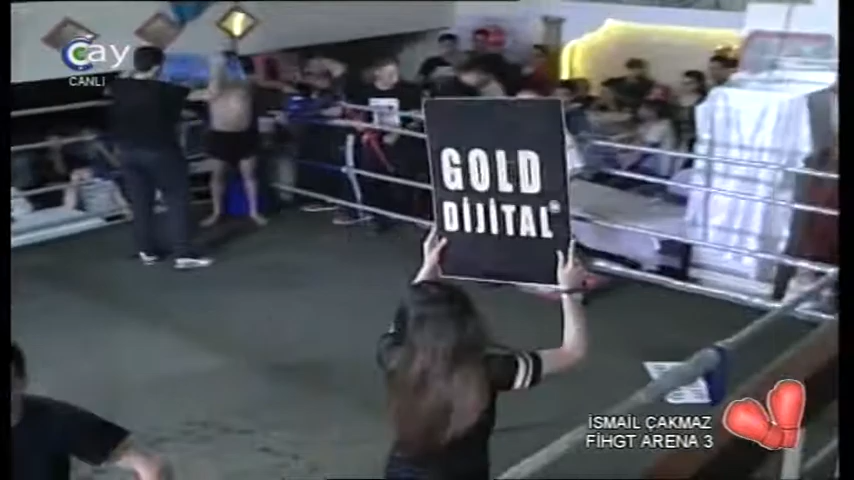 çay
CANLI
GOLD
DİJİTAL®
İSMAİL ÇAKMAZ
FİHGT ARENA 3